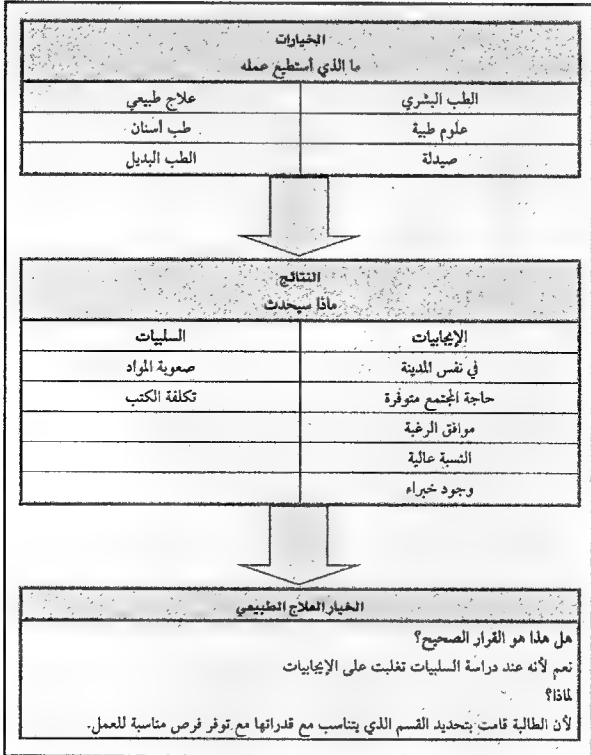 الخيارات
ما الذي أستطيع عمله
الطب البشري علاج طبيعي
علوم طبية طب أسنان
صيدلة الطب البديل
النتائج
ماذا سيحدث
الإيجابيات السلبيات
في نفس المدينة صعوبة المواد
حاجة المجتمع متوفرة تكلفة الكتب
موافق الرغبة
النسبة عالية
وجود خبراء
الخيار العلاج الطبيعي
هل هذا هو القرار الصحيح؟
نعم لأنه عند دراسة السلبيات تغلبت على الإيجابيات
لماذا؟
لأن الطالبة قامت بتحديد القسم الذي يتناسب مع قدراتها مع توفر فرص مناسبة للعمل.